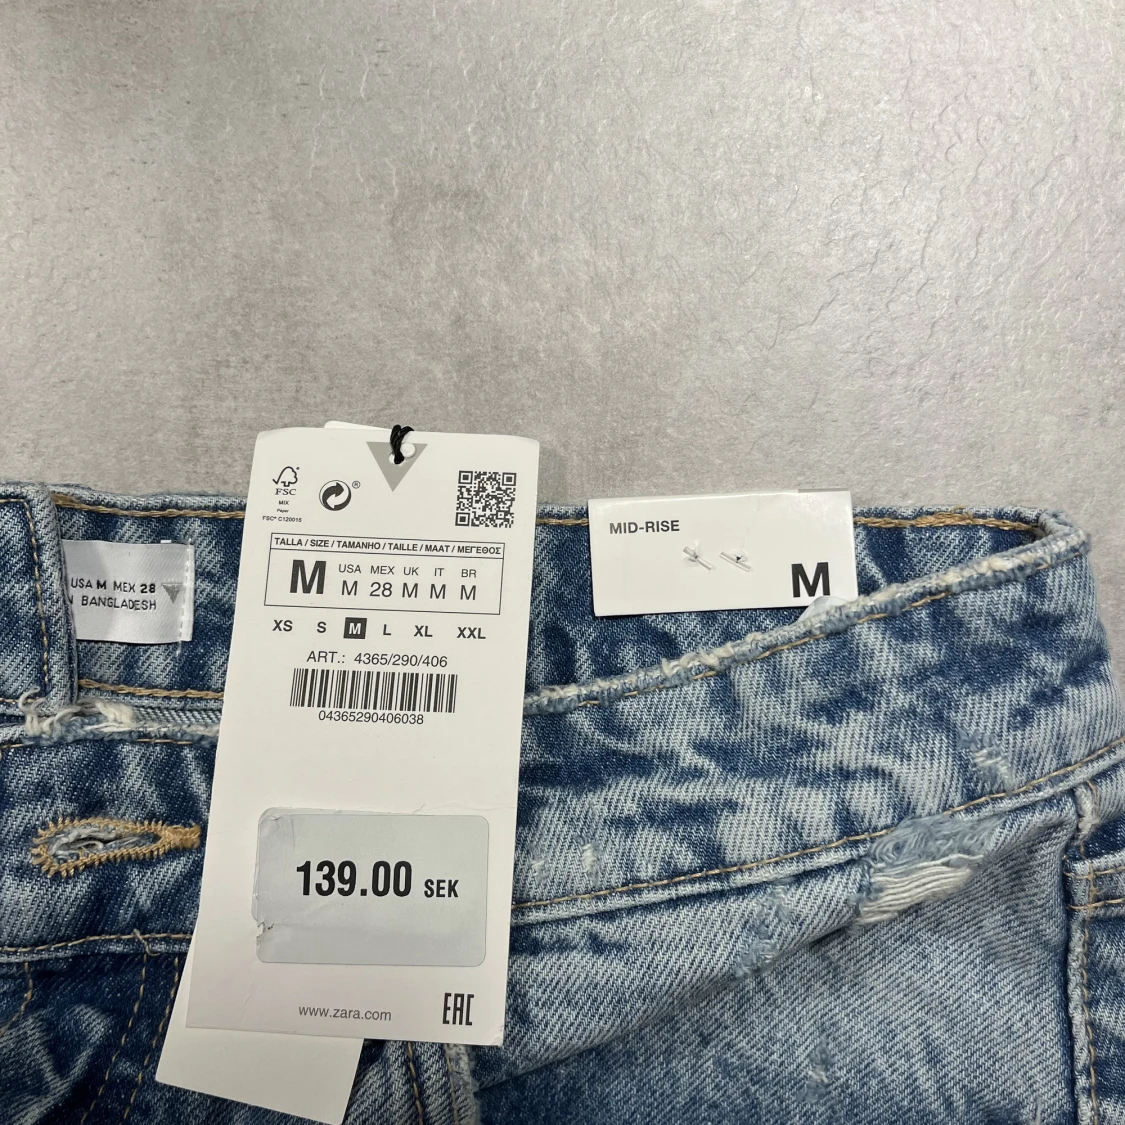 FSC
MIX
Paper
FSC® C120015
®
TALLA / SIZE / TAMANHO / TAILLE / MAAT / ΜΕΓΕΘΟΣ
M
USA MEX UK IT BR
M 28 M M M
XS S M L XL XXL
ART.: 4365/290/406
04365290406038
139.00 SEK
www.zara.com
EAC
MID-RISE
M
USA M MEX 28
BANGLADESH